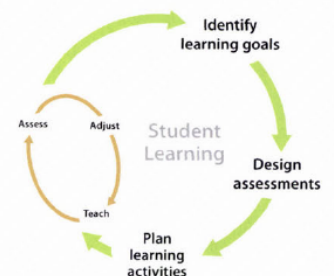 Identify
learning goals
Assess
Adjust
Student
Learning
Design
assessments
Teach
Plan
learning
activities